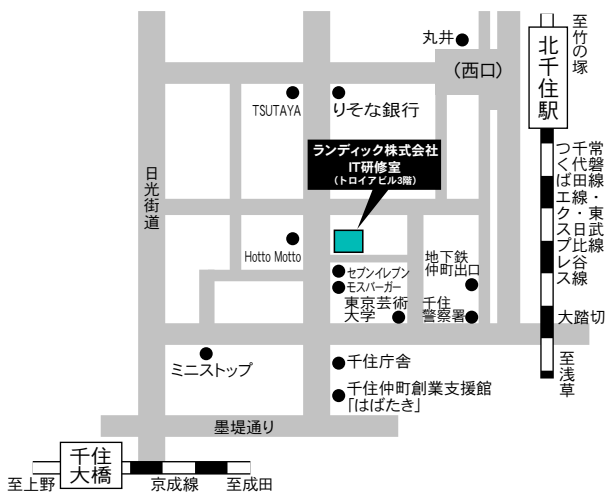 丸井
至竹の塚
北千住駅
(西口)
TSUTAYA
りそな銀行
ランディック株式会社
IT研修室
(トロイアビル3階)
常磐線・東武日比谷線
千代田線・
つくばエクスプレス
日光街道
Hotto Motto
セブンイレブン
モスバーガー
地下鉄
仲町出口
東京芸術
大学
千住
警察署
大踏切
ミニストップ
千住庁舎
至浅草
千住仲町創業支援館
「はばたき」
墨堤通り
千住
大橋
至上野
京成線
至成田